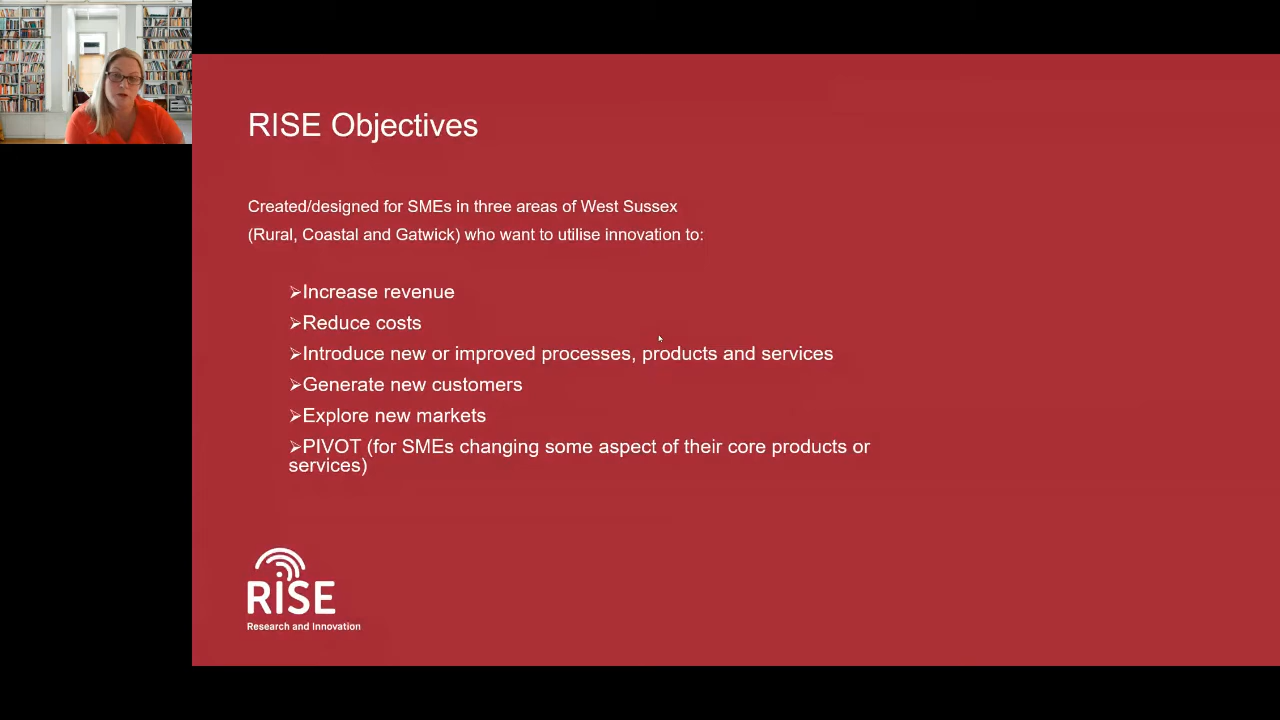 RISE Objectives
Created/designed for SMEs in three areas of West Sussex
(Rural, Coastal and Gatwick) who want to utilise innovation to:
➢Increase revenue
➢Reduce costs
➢Introduce new or improved processes, products and services
➢Generate new customers
➢Explore new markets
➢PIVOT (for SMEs changing some aspect of their core products or
services)
RISE
Research and Innovation